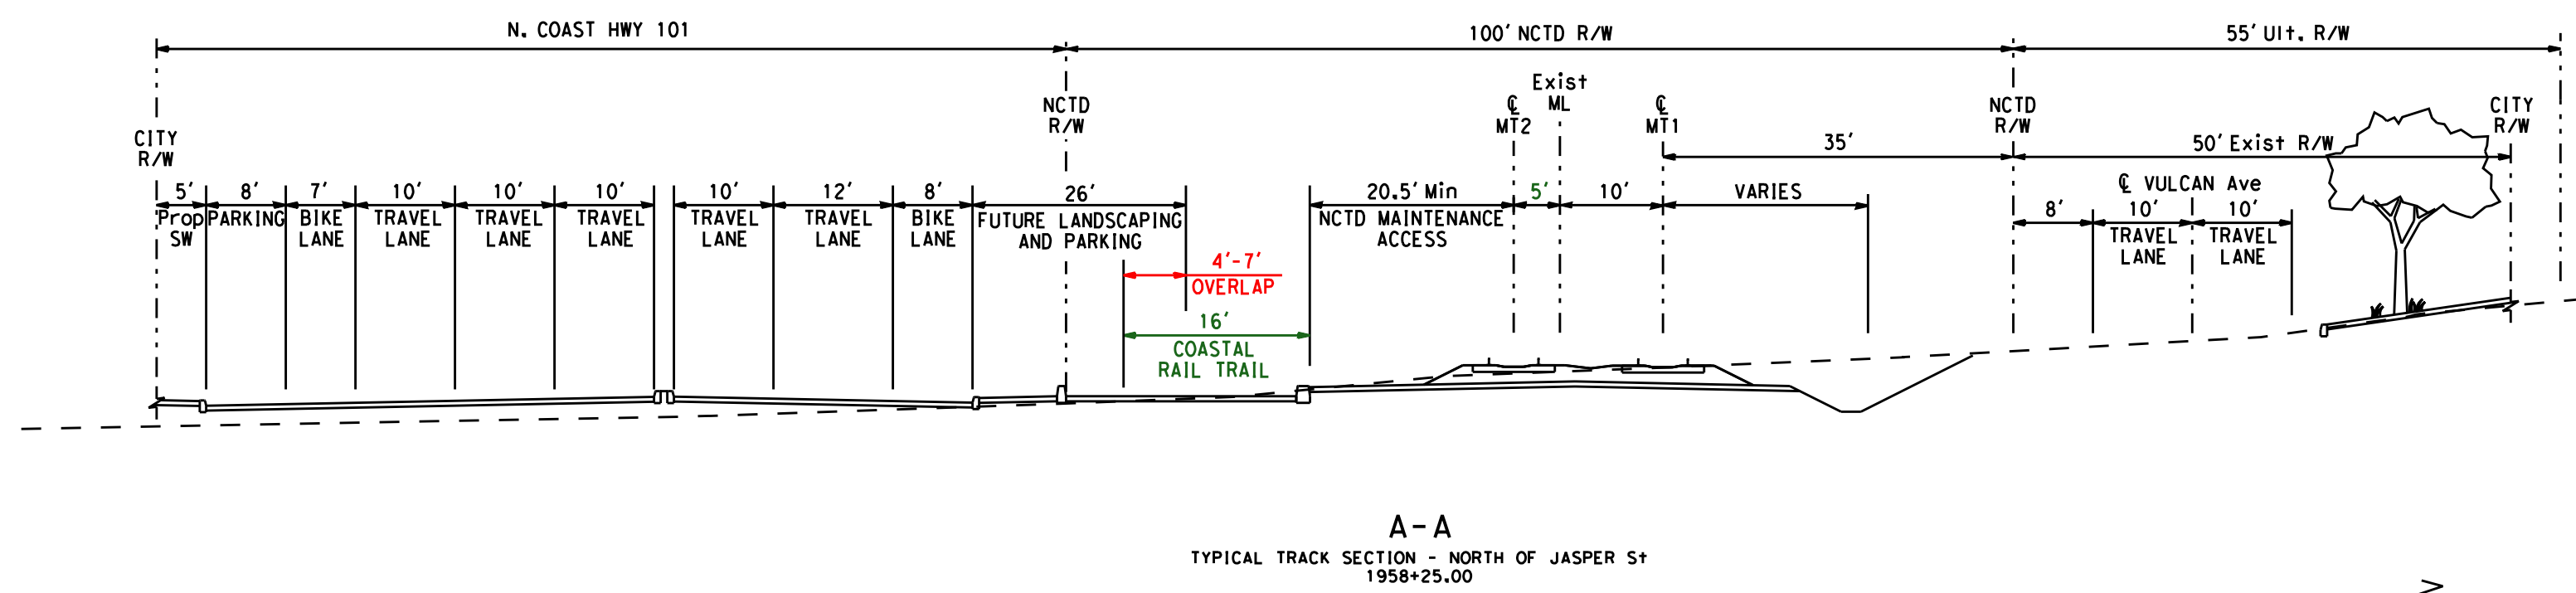 N. COAST HWY 101
100' NCTD R/W
55' Ult. R/W
CITY
R/W
NCTD
R/W
℄
MT2
Exist
ML
℄
MT1
NCTD
R/W
CITY
R/W
35'
50' Exist R/W
5'
Prop
SW
8'
PARKING
7'
BIKE
LANE
10'
TRAVEL
LANE
10'
TRAVEL
LANE
10'
TRAVEL
LANE
10'
TRAVEL
LANE
12'
TRAVEL
LANE
8'
BIKE
LANE
26'
FUTURE LANDSCAPING
AND PARKING
4'-7'
OVERLAP
16'
COASTAL
RAIL TRAIL
20.5' Min
NCTD MAINTENANCE
ACCESS
5'
10'
VARIES
℄ VULCAN Ave
8'
10'
TRAVEL
LANE
10'
TRAVEL
LANE
A-A
TYPICAL TRACK SECTION - NORTH OF JASPER St
1958+25.00